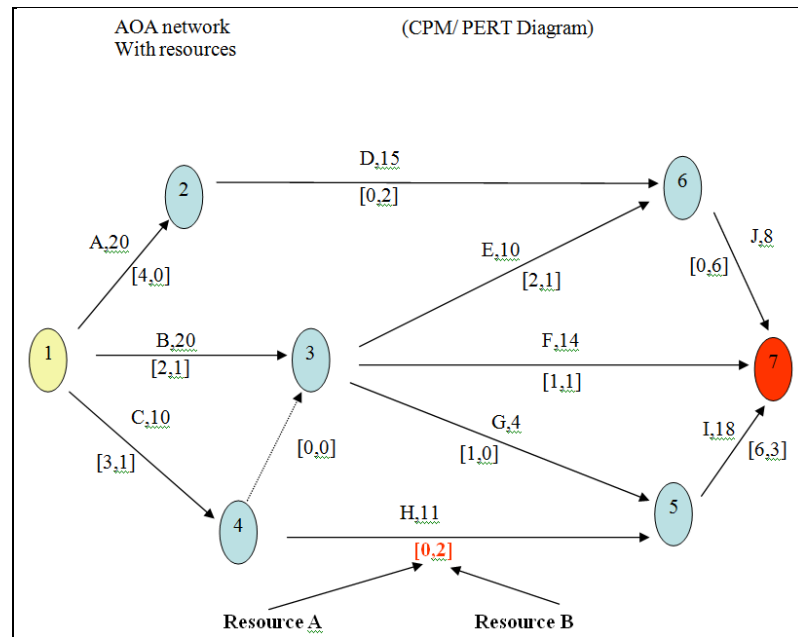 AOA network
With resources
(CPM/ PERT Diagram)
D,15
2
6
[0,2]
A,20
E,10
J,8
[4,0]
[2,1]
[0,6]
B,20
F,14
1
3
7
[2,1]
[1,1]
C,10
G,4
I,18
[3,1]
[0,0]
[1,0]
[6,3]
4
H,11
5
[0,2]
Resource A
Resource B